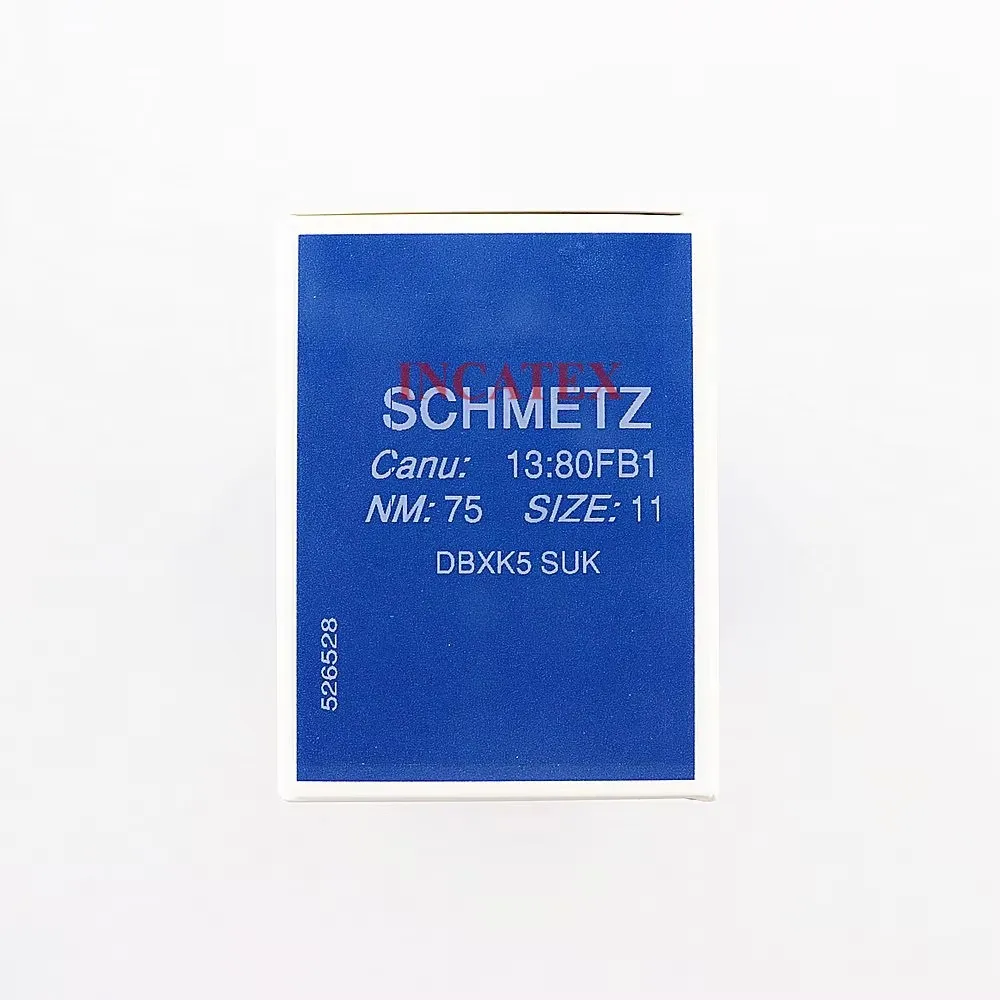 INCATEX
SCHMETZ
Canu: 13:80FB1
NM: 75 SIZE: 11
DBXK5 SUK
526528